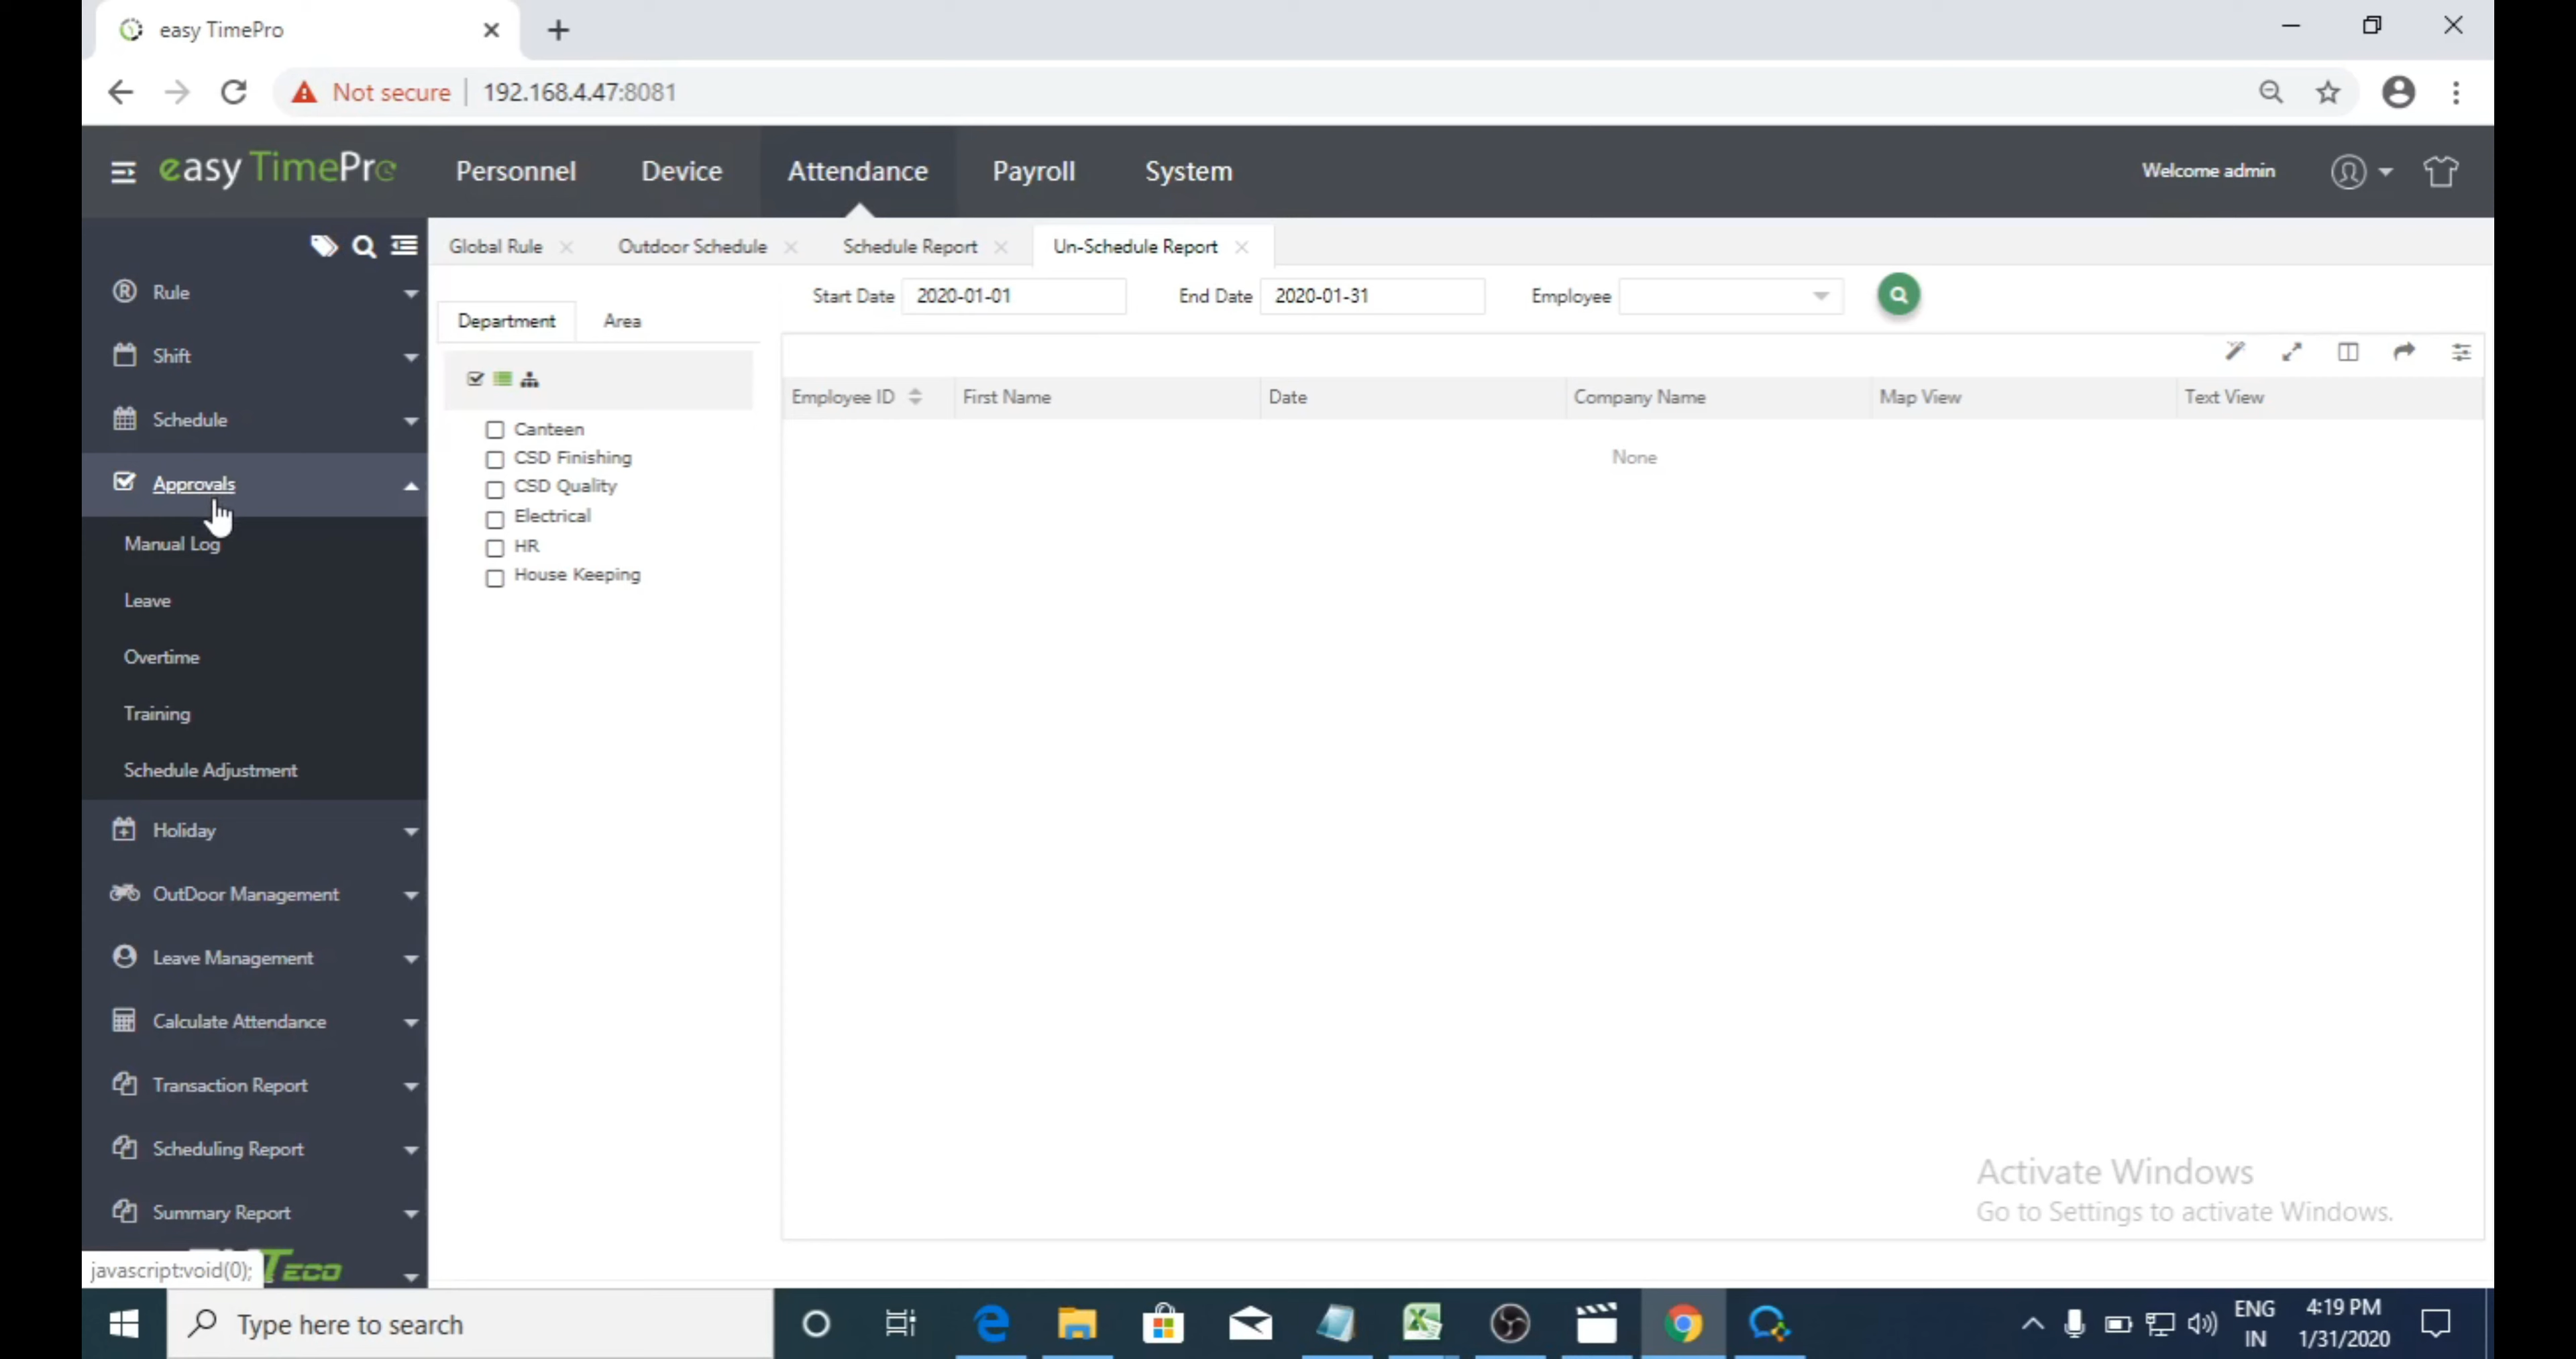 easy TimePro
Not secure 192.168.4.47:8081
easy TimePro Personnel Device Attendance Payroll System Welcome admin
Global Rule Outdoor Schedule Schedule Report Un-Schedule Report
Rule
Shift
Schedule
Approvals
Manual Log
Leave
Overtime
Training
Schedule Adjustment
Holiday
OutDoor Management
Leave Management
Calculate Attendance
Transaction Report
Scheduling Report
Summary Report
javascript:void(0);
Teco
Department Area
Canteen
CSD Finishing
CSD Quality
Electrical
HR
House Keeping
Start Date 2020-01-01 End Date 2020-01-31 Employee
Employee ID First Name Date Company Name Map View Text View
None
Activate Windows
Go to Settings to activate Windows.
Type here to search
ENG
IN
4:19 PM
1/31/2020